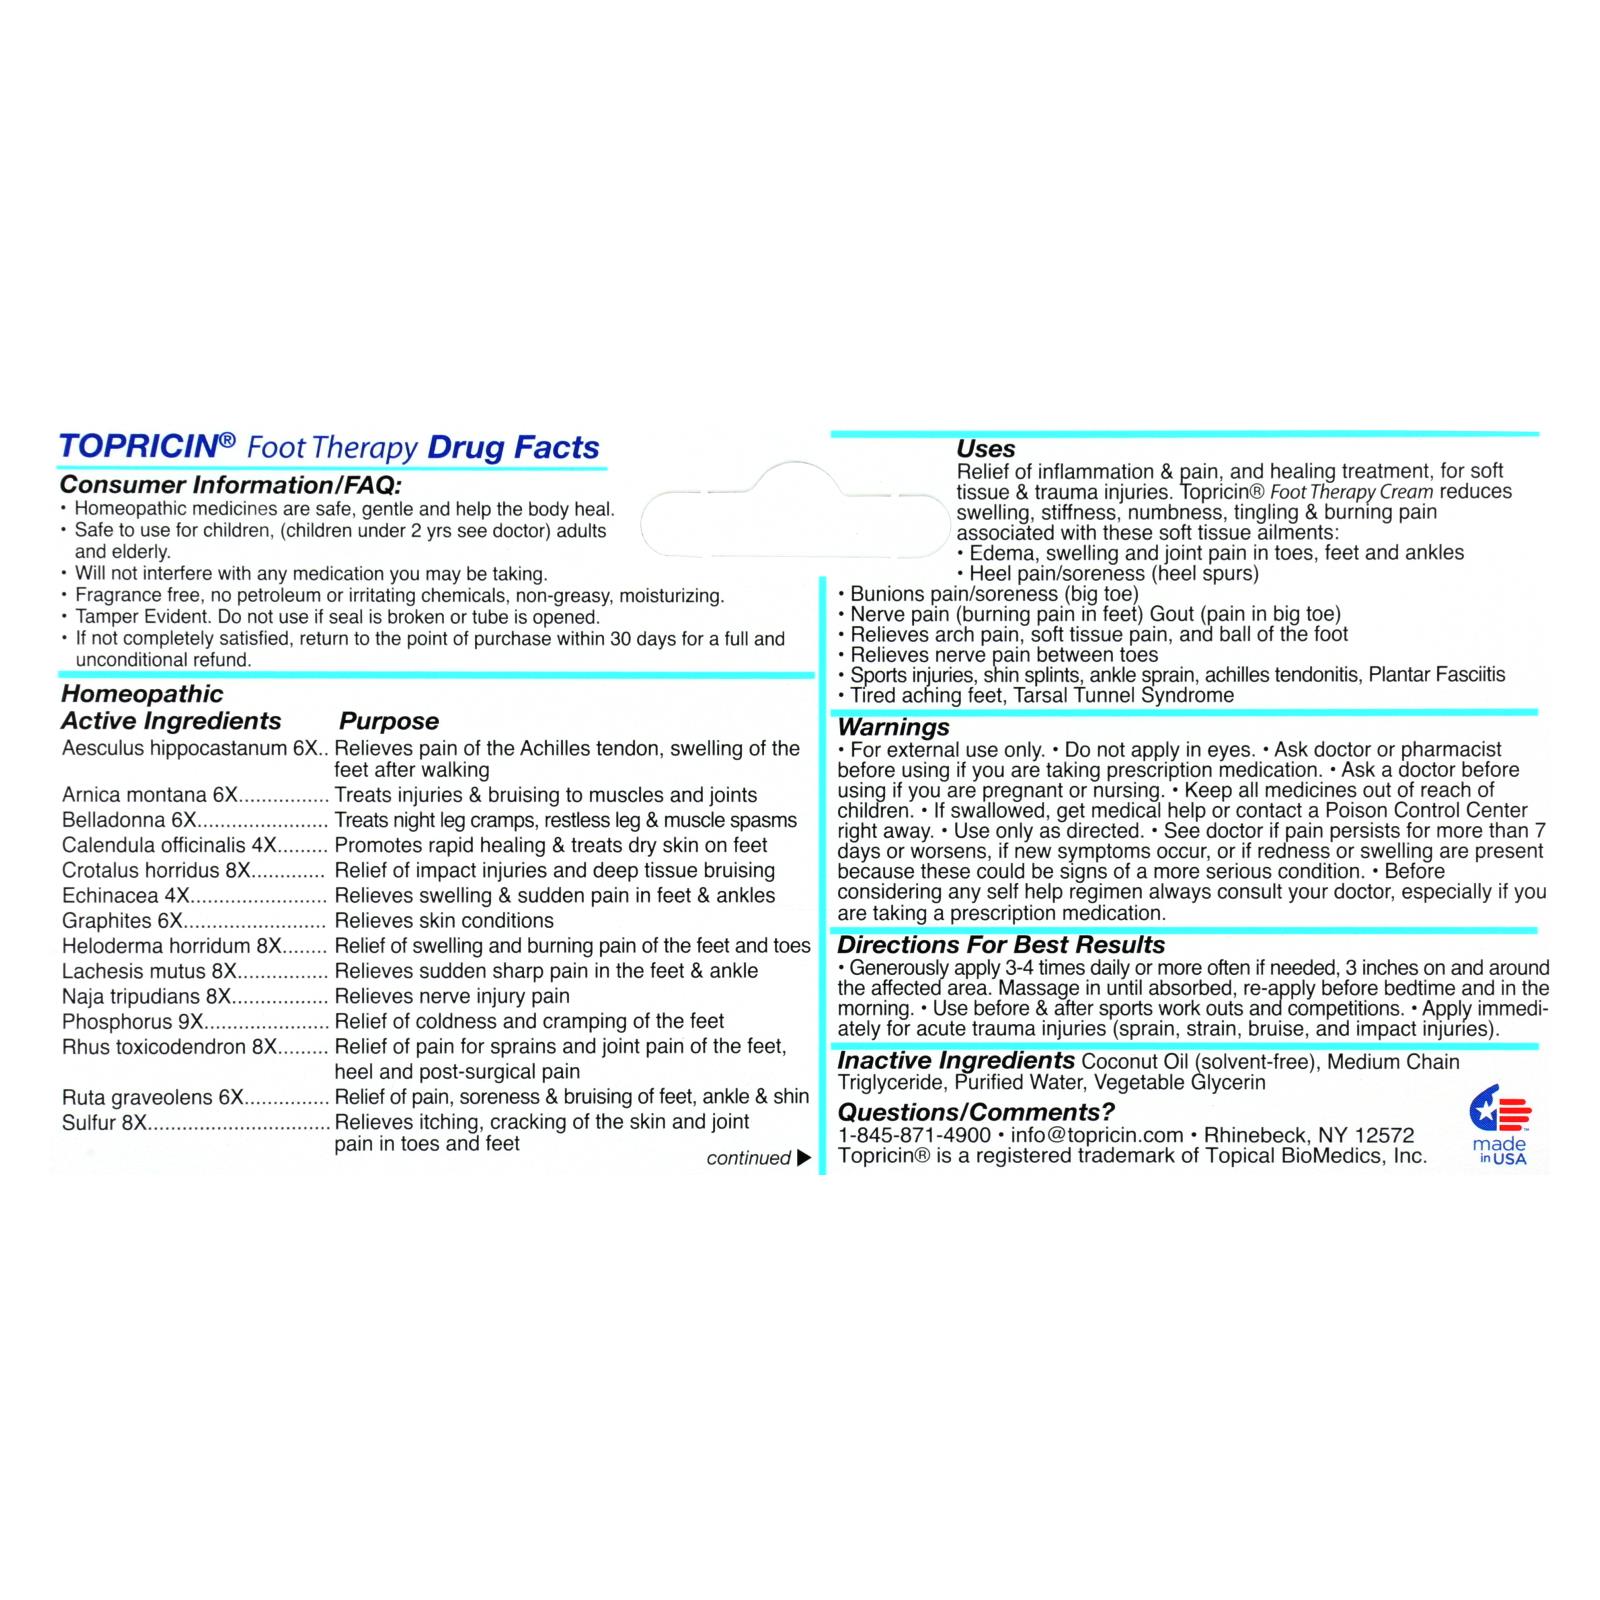 TOPRICIN® Foot Therapy Drug Facts
Consumer Information/FAQ:
• Homeopathic medicines are safe, gentle and help the body heal.
• Safe to use for children, (children under 2 yrs see doctor) adults
and elderly.
• Will not interfere with any medication you may be taking.
• Fragrance free, no petroleum or irritating chemicals, non-greasy, moisturizing.
• Tamper Evident. Do not use if seal is broken or tube is opened.
• If not completely satisfied, return to the point of purchase within 30 days for a full and
unconditional refund.
Homeopathic
Active Ingredients Purpose
Aesculus hippocastanum 6X.. Relieves pain of the Achilles tendon, swelling of the
feet after walking
Arnica montana 6X................ Treats injuries & bruising to muscles and joints
Belladonna 6X....................... Treats night leg cramps, restless leg & muscle spasms
Calendula officinalis 4X......... Promotes rapid healing & treats dry skin on feet
Crotalus horridus 8X............. Relief of impact injuries and deep tissue bruising
Echinacea 4X........................ Relieves swelling & sudden pain in feet & ankles
Graphites 6X......................... Relieves skin conditions
Heloderma horridum 8X........ Relief of swelling and burning pain of the feet and toes
Lachesis mutus 8X................ Relieves sudden sharp pain in the feet & ankle
Naja tripudians 8X................. Relieves nerve injury pain
Phosphorus 9X...................... Relief of coldness and cramping of the feet
Rhus toxicodendron 8X......... Relief of pain for sprains and joint pain of the feet,
heel and post-surgical pain
Ruta graveolens 6X............... Relief of pain, soreness & bruising of feet, ankle & shin
Sulfur 8X................................ Relieves itching, cracking of the skin and joint
pain in toes and feet
continued ▶
Uses
Relief of inflammation & pain, and healing treatment, for soft
tissue & trauma injuries. Topricin® Foot Therapy Cream reduces
swelling, stiffness, numbness, tingling & burning pain
associated with these soft tissue ailments:
• Edema, swelling and joint pain in toes, feet and ankles
• Heel pain/soreness (heel spurs)
• Bunions pain/soreness (big toe)
• Nerve pain (burning pain in feet) Gout (pain in big toe)
• Relieves arch pain, soft tissue pain, and ball of the foot
• Relieves nerve pain between toes
• Sports injuries, shin splints, ankle sprain, achilles tendonitis, Plantar Fasciitis
• Tired aching feet, Tarsal Tunnel Syndrome
Warnings
• For external use only. • Do not apply in eyes. • Ask doctor or pharmacist
before using if you are taking prescription medication. • Ask a doctor before
using if you are pregnant or nursing. • Keep all medicines out of reach of
children. • If swallowed, get medical help or contact a Poison Control Center
right away. • Use only as directed. • See doctor if pain persists for more than 7
days or worsens, if new symptoms occur, or if redness or swelling are present
because these could be signs of a more serious condition. • Before
considering any self help regimen always consult your doctor, especially if you
are taking a prescription medication.
Directions For Best Results
• Generously apply 3-4 times daily or more often if needed, 3 inches on and around
the affected area. Massage in until absorbed, re-apply before bedtime and in the
morning. • Use before & after sports work outs and competitions. • Apply immedi-
ately for acute trauma injuries (sprain, strain, bruise, and impact injuries).
Inactive Ingredients Coconut Oil (solvent-free), Medium Chain
Triglyceride, Purified Water, Vegetable Glycerin
Questions/Comments?
1-845-871-4900 • info@topricin.com • Rhinebeck, NY 12572
Topricin® is a registered trademark of Topical BioMedics, Inc.
made
in USA